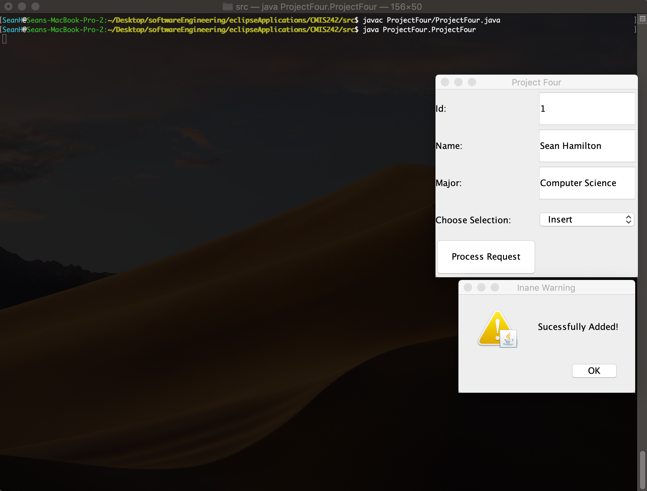 src — java ProjectFour.ProjectFour — 156×50
[SeanH@Seans-MacBook-Pro-2:~/Desktop/softwareEngineering/eclipseApplications/CMIS242/src$ javac ProjectFour/ProjectFour.java ]
[SeanH@Seans-MacBook-Pro-2:~/Desktop/softwareEngineering/eclipseApplications/CMIS242/src$ java ProjectFour.ProjectFour ]
Project Four
Id: 1
Name: Sean Hamilton
Major: Computer Science
Choose Selection: Insert
Process Request
Inane Warning
Sucessfully Added!
OK